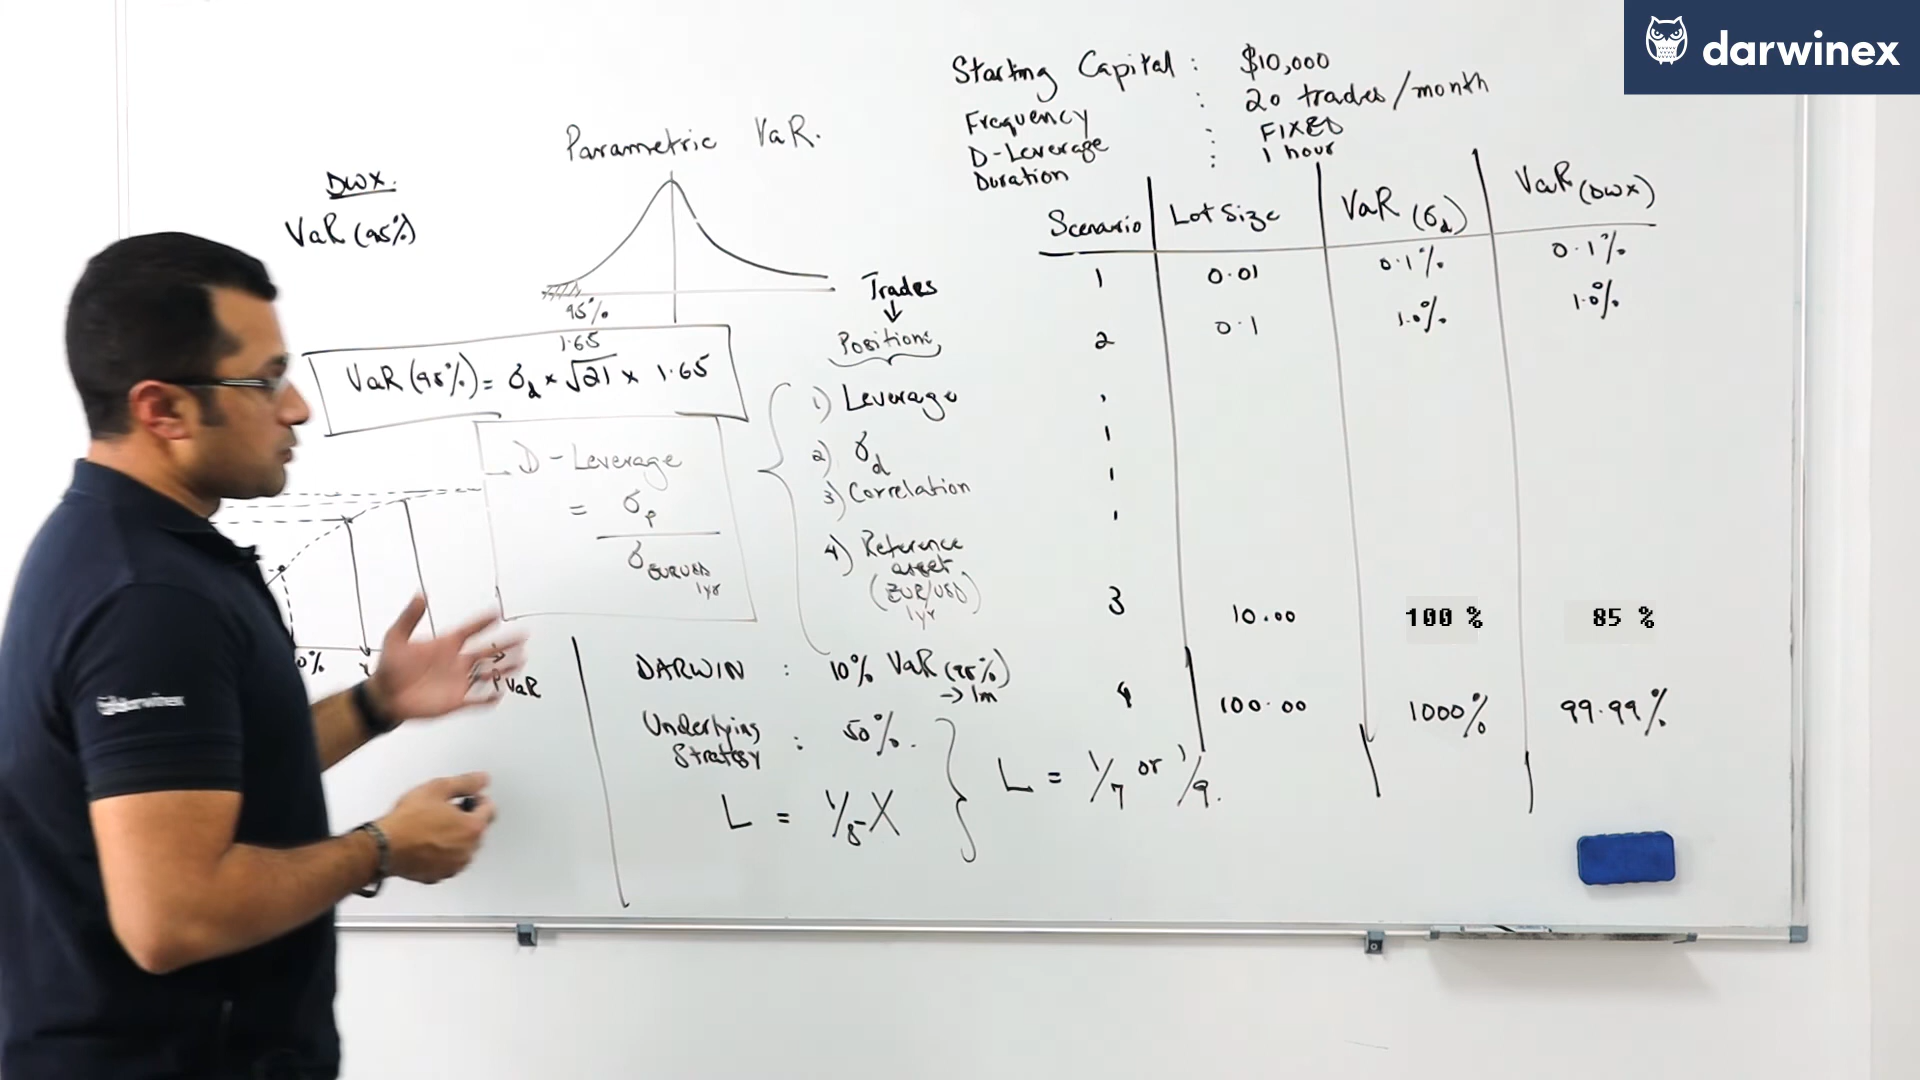 darwinex
Starting Capital : $10,000
Frequency : 20 trades/month
D-Leverage : FIXED
Duration : 1 hour
Parametric VaR.
DWX.
VaR (95%)
95%
1.65
VaR (95%) = σd × √21 × 1.65
D-Leverage
= σp
σEURUSD
1yr
Trades
↓
Positions
1) Leverage
2) σd
3) Correlation
4) Reference
asset
(EUR/USD)
1yr
Scenario Lot Size VaR (σd) VaR (DWX)
1 0.01 0.1% 0.1%
2 0.1 1.0% 1.0%
3 10.00 100 % 85 %
4 100.00 1000% 99.99%
0%
VaR
DARWIN : 10% VaR (95%)
→ 1m
Underlying
Strategy : 50%.
L = 1/5 X
L = 1/7 or 1/9.
darwinex